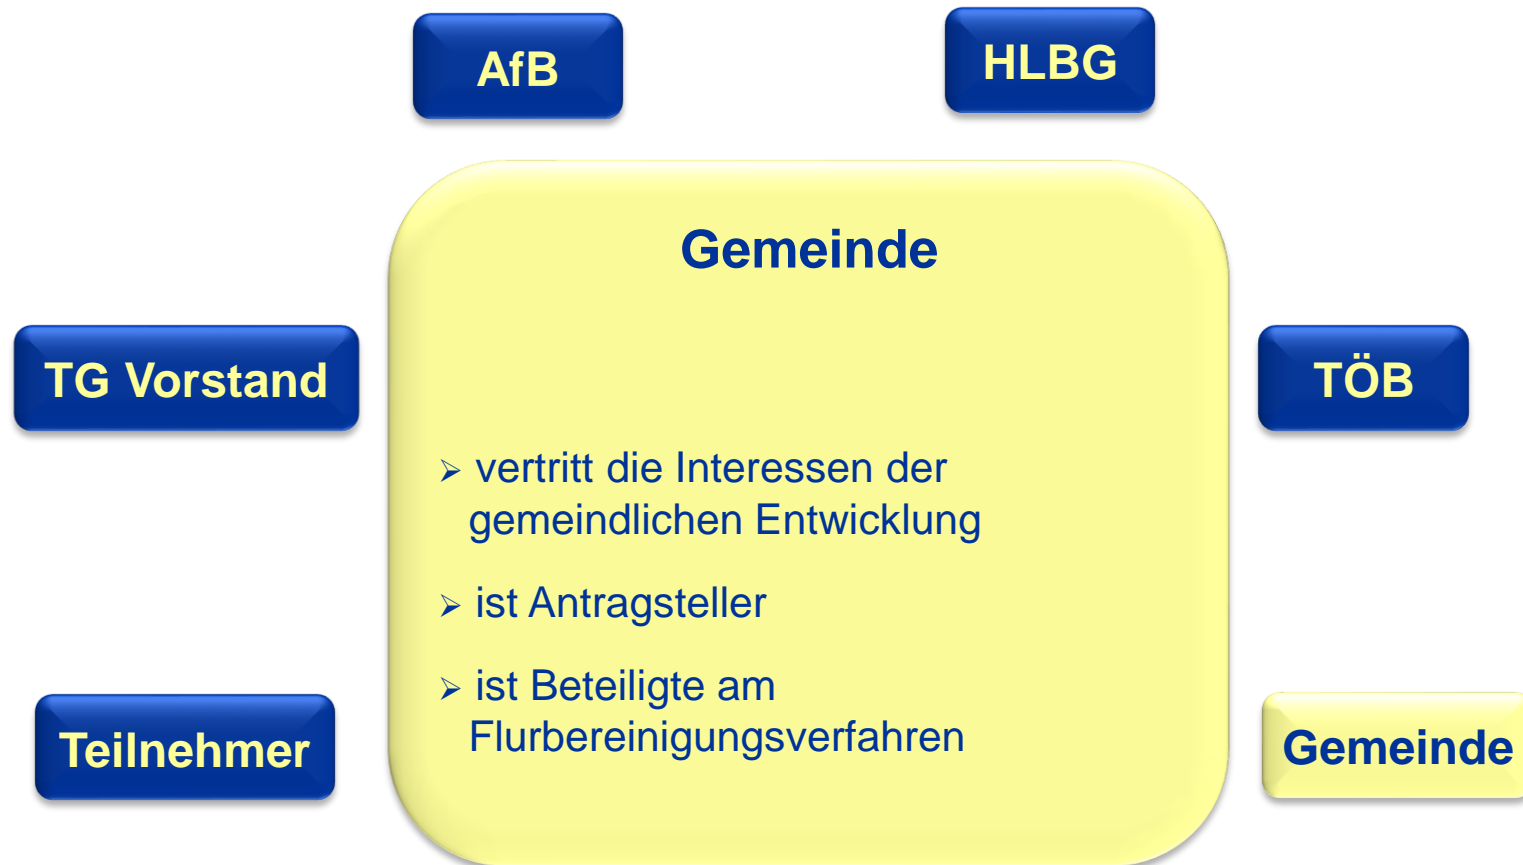 AfB
HLBG
Gemeinde
TG Vorstand
TÖB
➢ vertritt die Interessen der
gemeindlichen Entwicklung
➢ ist Antragsteller
➢ ist Beteiligte am
Flurbereinigungsverfahren
Teilnehmer
Gemeinde